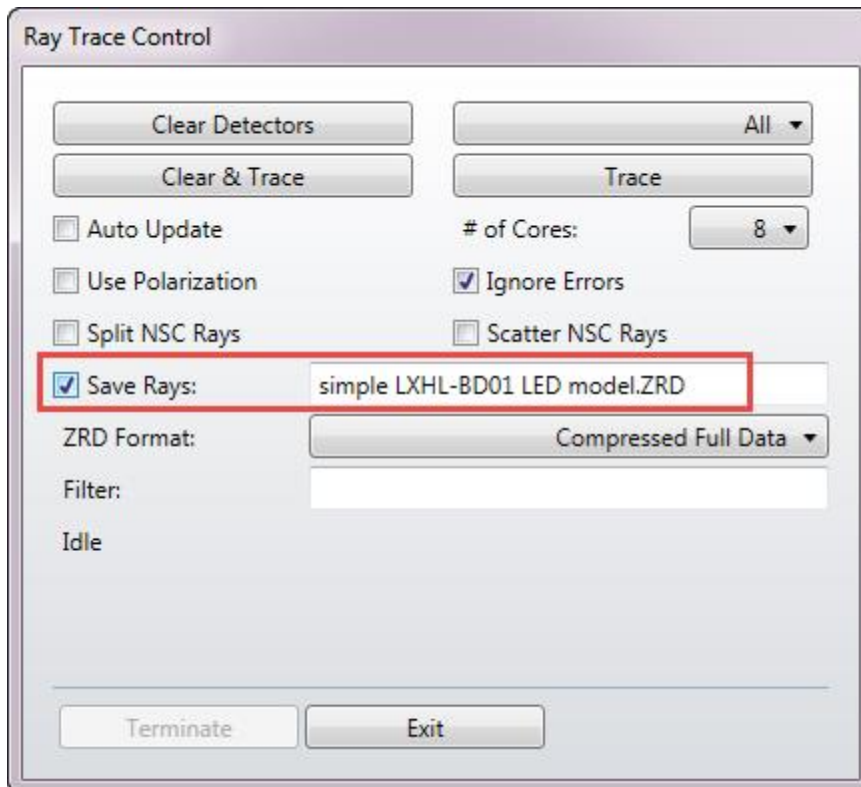 Ray Trace Control
Clear Detectors All
Clear & Trace Trace
Auto Update # of Cores: 8
Use Polarization Ignore Errors
Split NSC Rays Scatter NSC Rays
Save Rays: simple LXHL-BD01 LED model.ZRD
ZRD Format: Compressed Full Data
Filter:
Idle
Terminate Exit